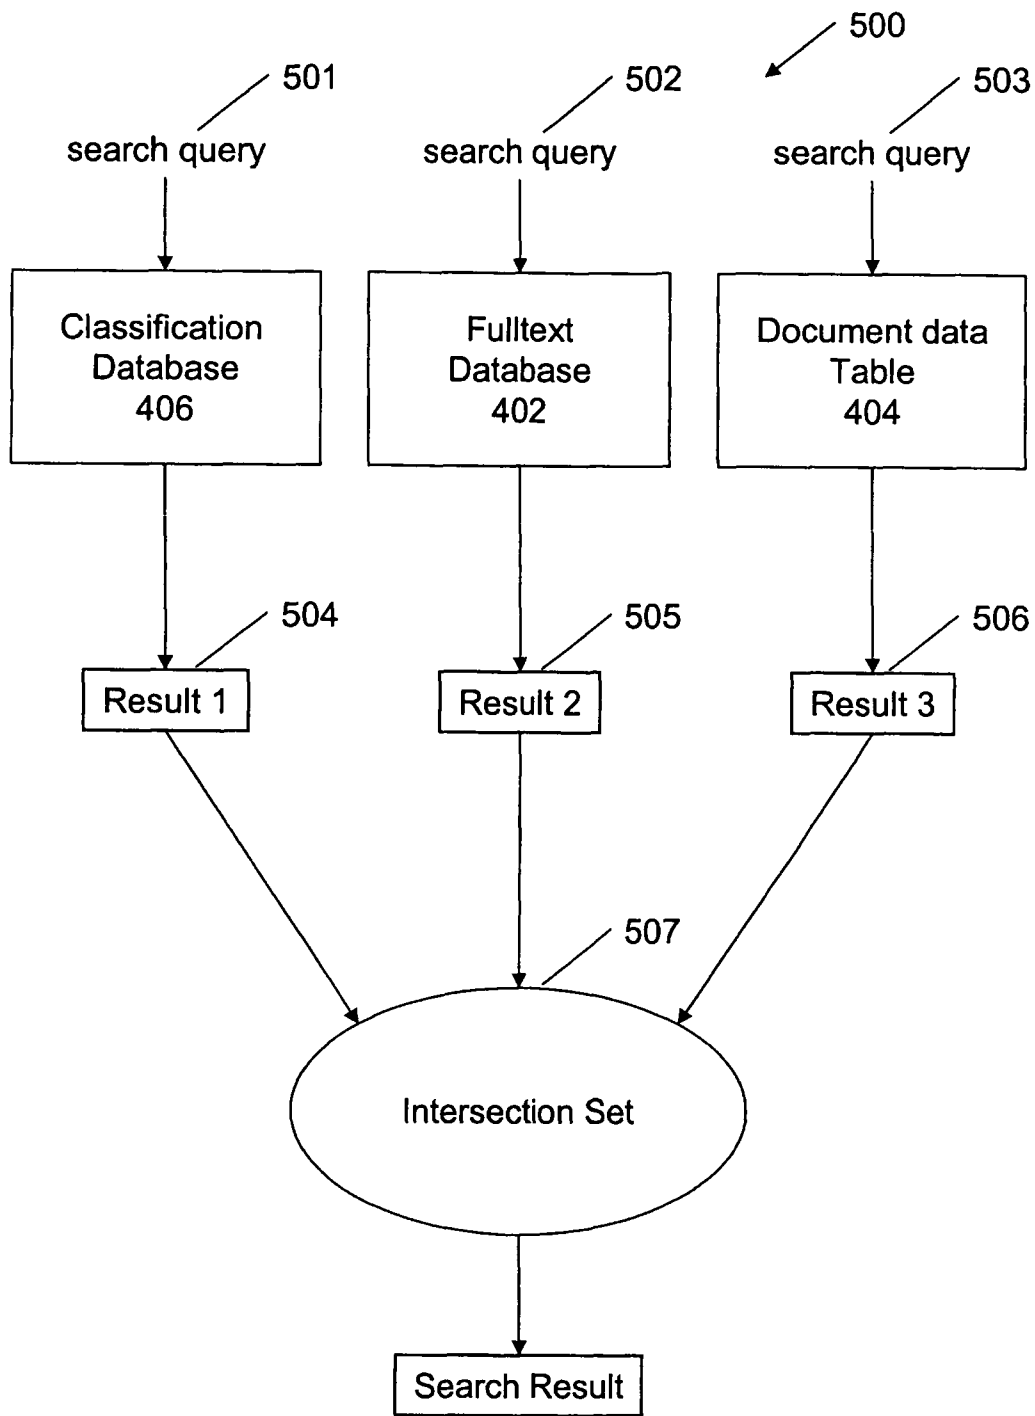 500
501
502
503
search query
search query
search query
Classification
Database
406
Fulltext
Database
402
Document data
Table
404
504
505
506
Result 1
Result 2
Result 3
507
Intersection Set
Search Result